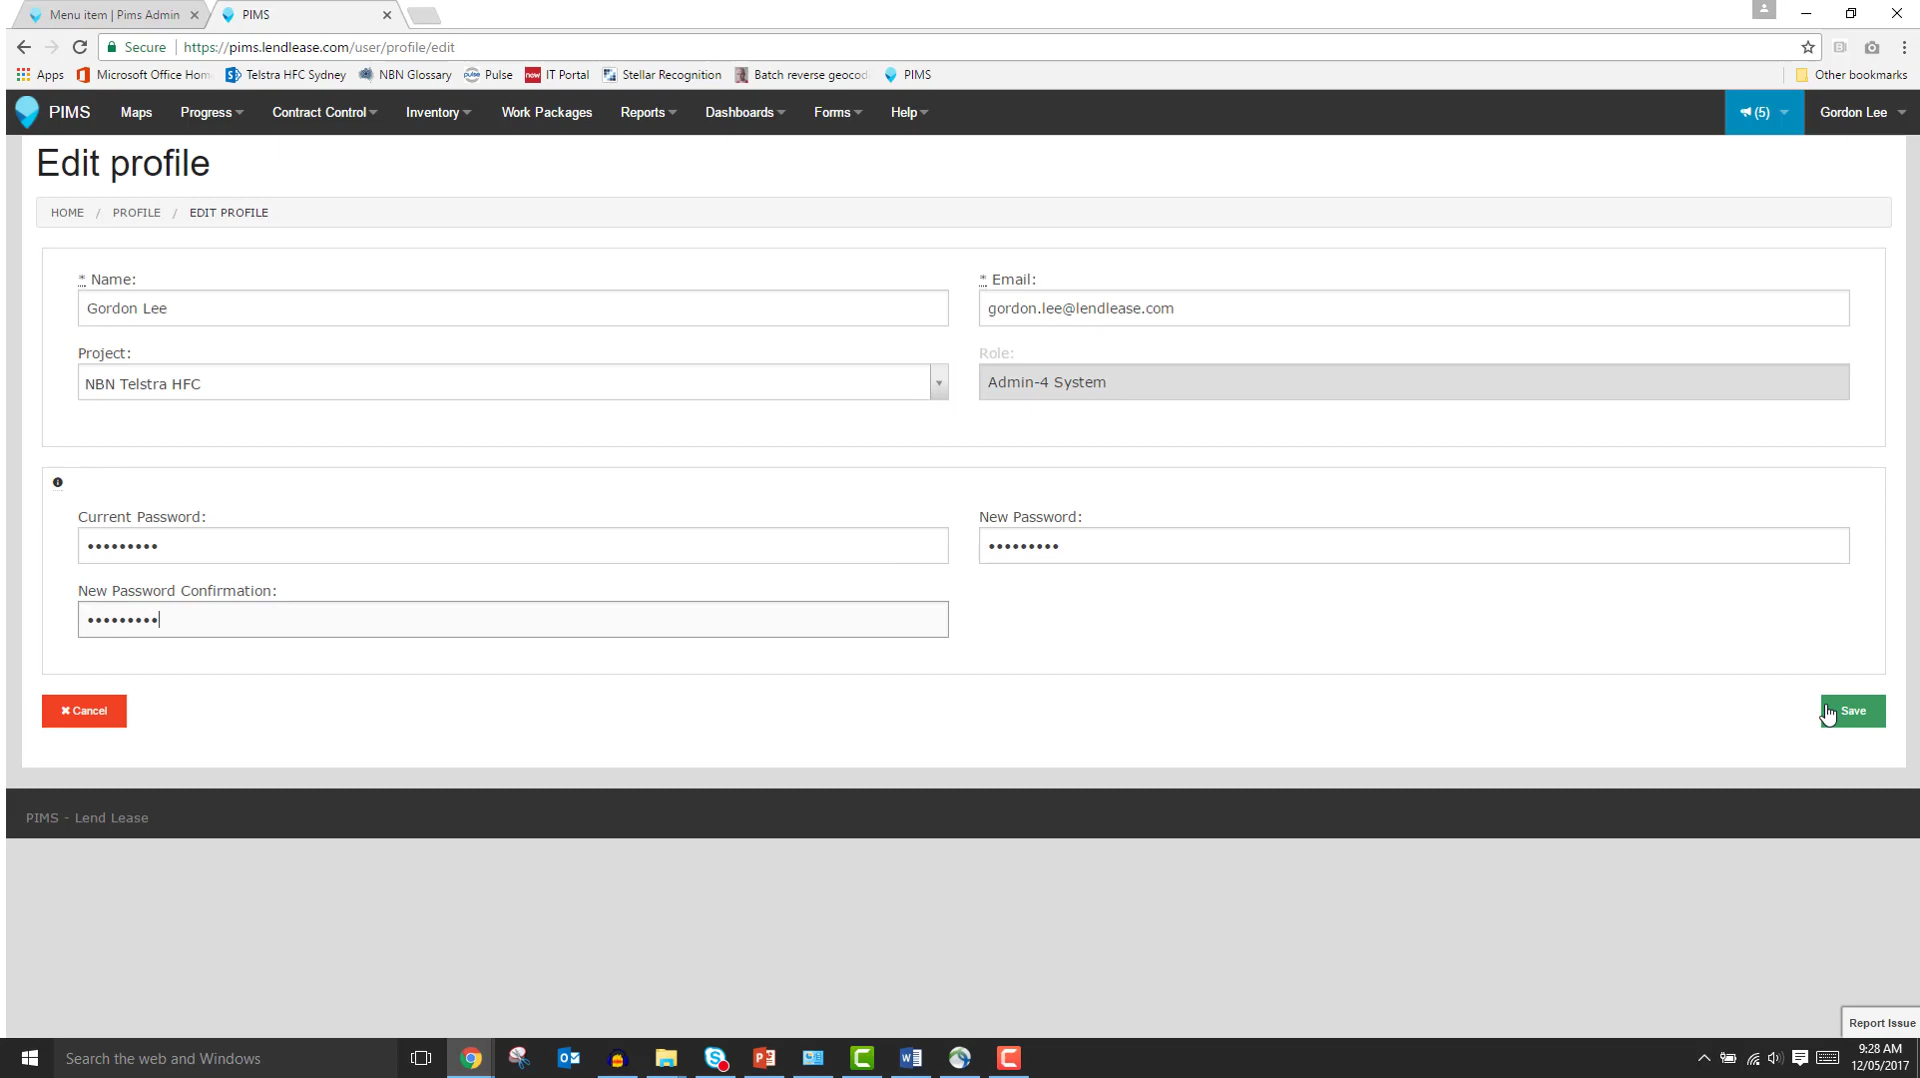 Menu item | Pims Admin
PIMS
Secure
https://pims.lendlease.com/user/profile/edit
Apps
Microsoft Office Hom
Telstra HFC Sydney
NBN Glossary
Pulse
IT Portal
Stellar Recognition
Batch reverse geocod
PIMS
Other bookmarks
PIMS
Maps
Progress
Contract Control
Inventory
Work Packages
Reports
Dashboards
Forms
Help
(5)
Gordon Lee
Edit profile
HOME / PROFILE / EDIT PROFILE
* Name:
Gordon Lee
* Email:
gordon.lee@lendlease.com
Project:
NBN Telstra HFC
Role:
Admin-4 System
Current Password:
•••••••••
New Password:
•••••••••
New Password Confirmation:
•••••••••
Cancel
Save
PIMS - Lend Lease
Report Issue
Search the web and Windows
9:28 AM
12/05/2017